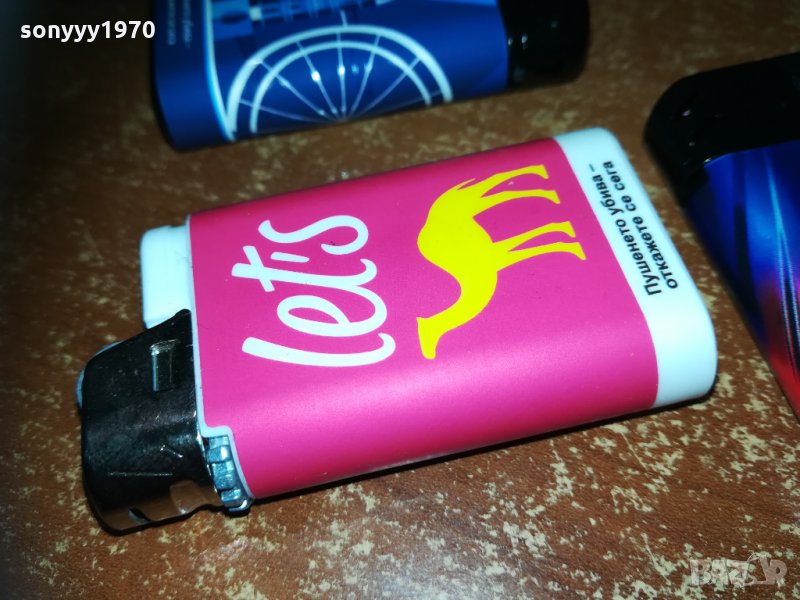 sonyyy1970
let's
Пушенето убива –
откажете се сега